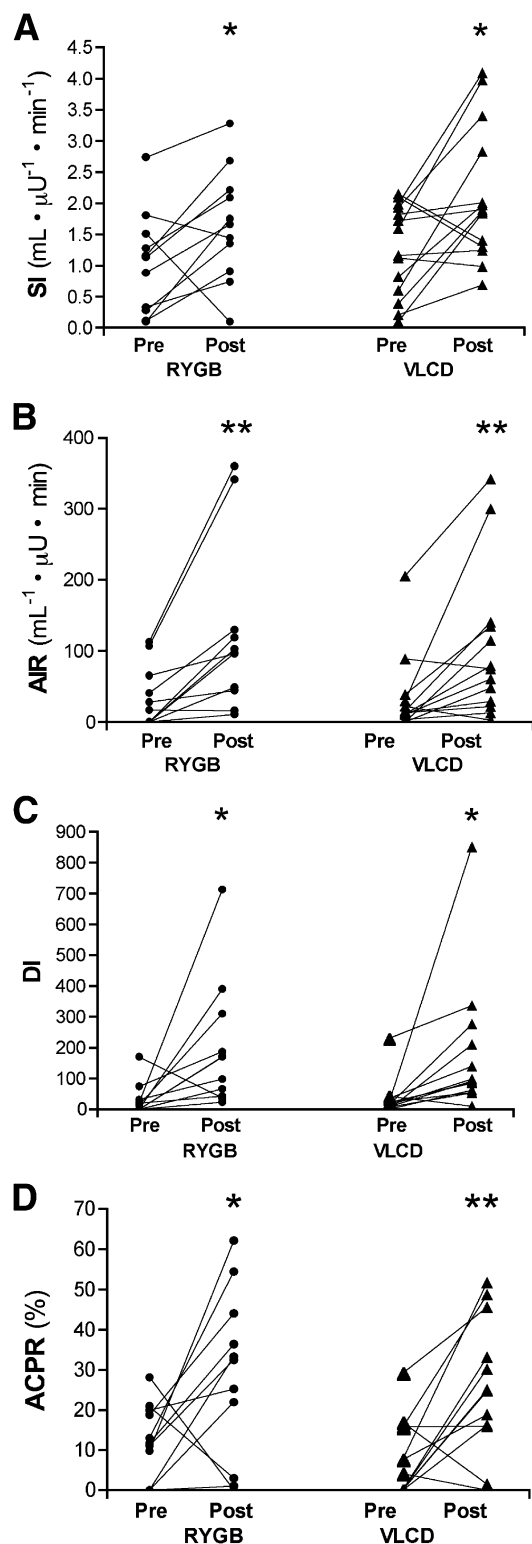 A
* *
SI (mL • μU⁻¹ • min⁻¹)
4.5
4.0
3.5
3.0
2.5
2.0
1.5
1.0
0.5
0.0
Pre Post Pre Post
RYGB VLCD
B
** **
AIR (mL⁻¹ • μU • min)
400
300
200
100
0
Pre Post Pre Post
RYGB VLCD
C
* *
DI
900
800
700
600
500
400
300
200
100
0
Pre Post Pre Post
RYGB VLCD
D
* **
ACPR (%)
70
60
50
40
30
20
10
0
Pre Post Pre Post
RYGB VLCD